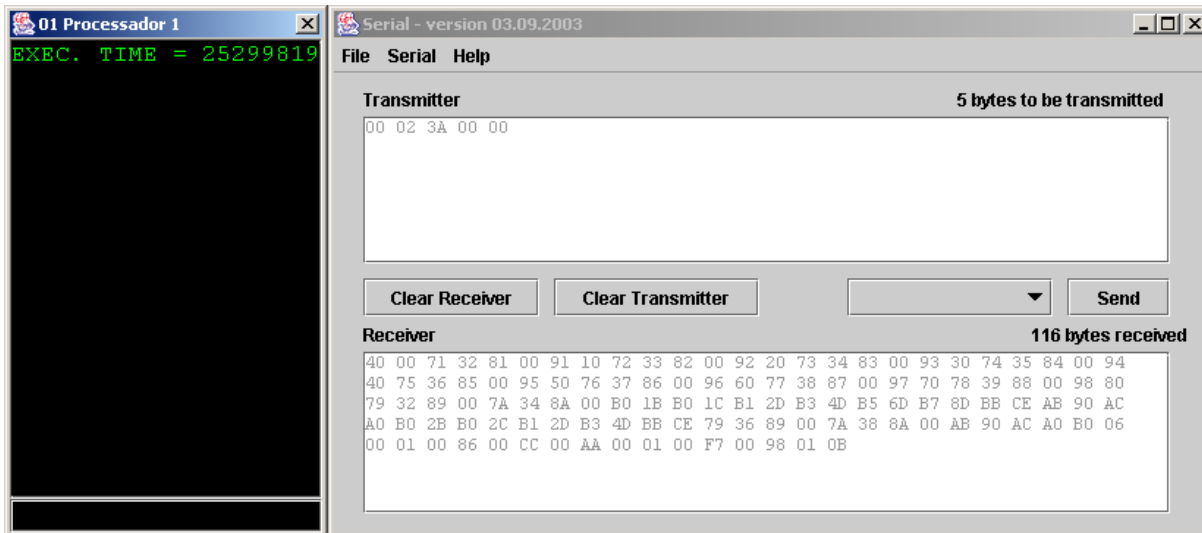 01 Processador 1
EXEC. TIME = 25299819
Serial - version 03.09.2003
File Serial Help
Transmitter 5 bytes to be transmitted
00 02 3A 00 00
Clear Receiver Clear Transmitter Send
Receiver 116 bytes received
40 00 71 32 81 00 91 10 72 33 82 00 92 20 73 34 83 00 93 30 74 35 84 00 94
40 75 36 85 00 95 50 76 37 86 00 96 60 77 38 87 00 97 70 78 39 88 00 98 80
79 32 89 00 7A 34 8A 00 B0 1B B0 1C B1 2D B3 4D B5 6D B7 8D BB CE AB 90 AC
A0 B0 2B B0 2C B1 2D B3 4D BB CE 79 36 89 00 7A 38 8A 00 AB 90 AC A0 B0 06
00 01 00 86 00 CC 00 AA 00 01 00 F7 00 98 01 0B